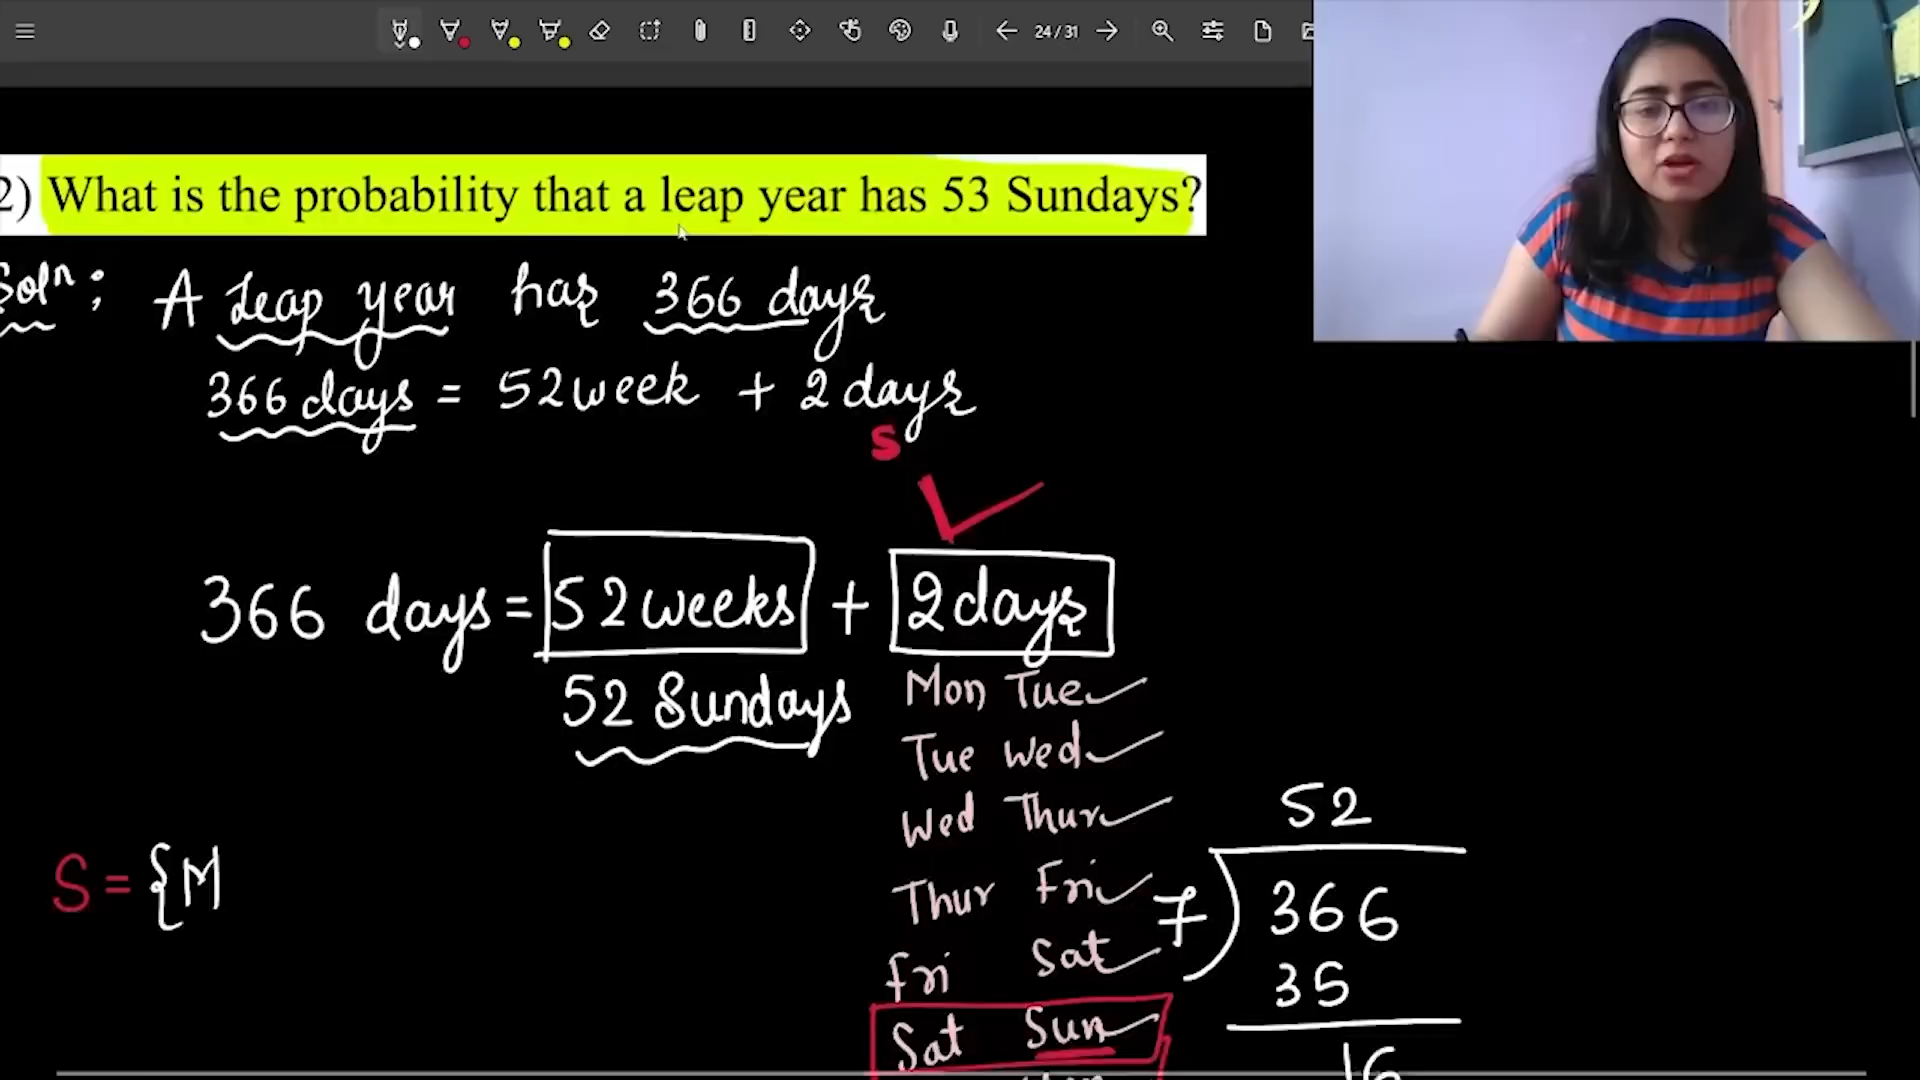 24/31
2) What is the probability that a leap year has 53 Sundays?
Solⁿ : A leap year has 366 days
366 days = 52 week + 2 days
S
366 days = 52 weeks + 2 days
52 Sundays
Mon Tue
Tue Wed
Wed Thur
Thur Fri
Fri Sat
Sat Sun
S = {M
52
7 366
35
16